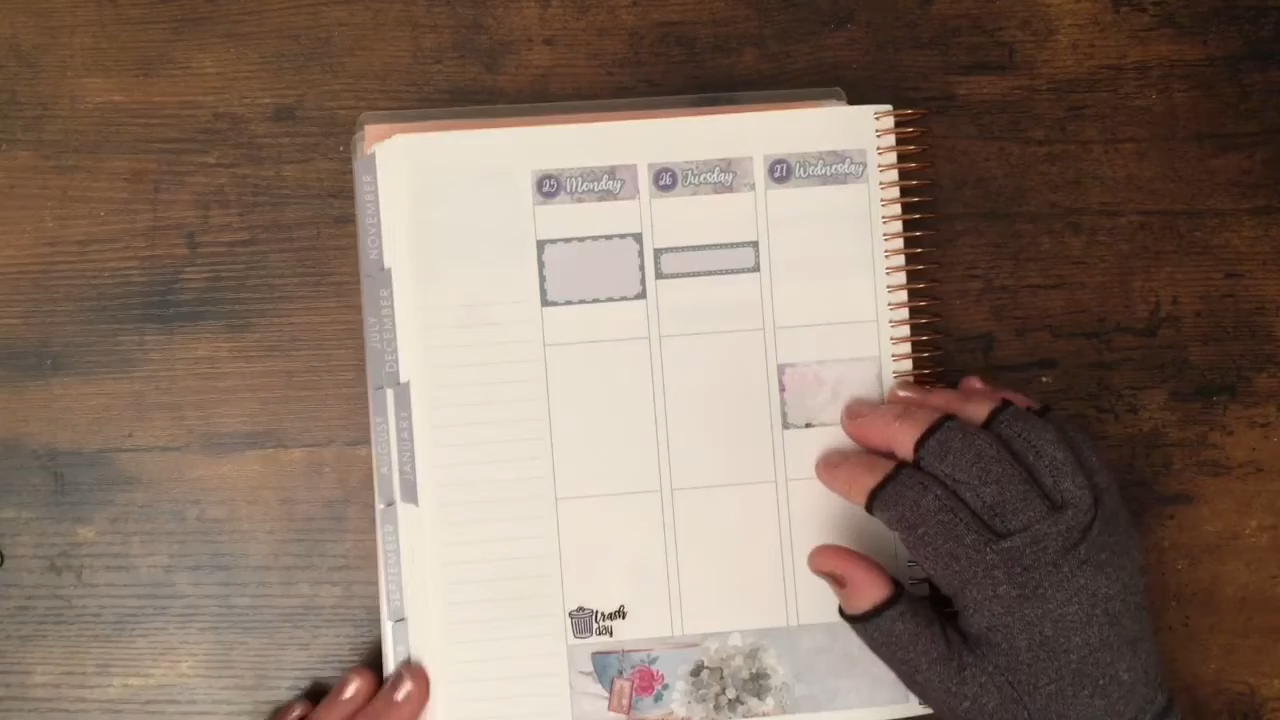 25 Monday
26 Tuesday
27 Wednesday
NOVEMBER
JULY
DECEMBER
AUGUST
JANUARY
SEPTEMBER
trash
day